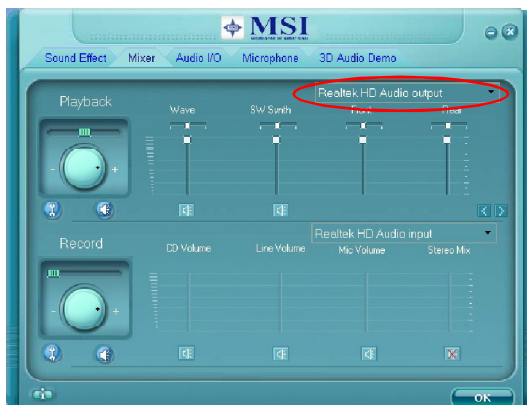 MSI
Sound Effect Mixer Audio I/O Microphone 3D Audio Demo
Realtek HD Audio output
Playback
Wave SW Synth Front Rear
- +
Realtek HD Audio input
Record
CD Volume Line Volume Mic Volume Stereo Mix
- +
OK